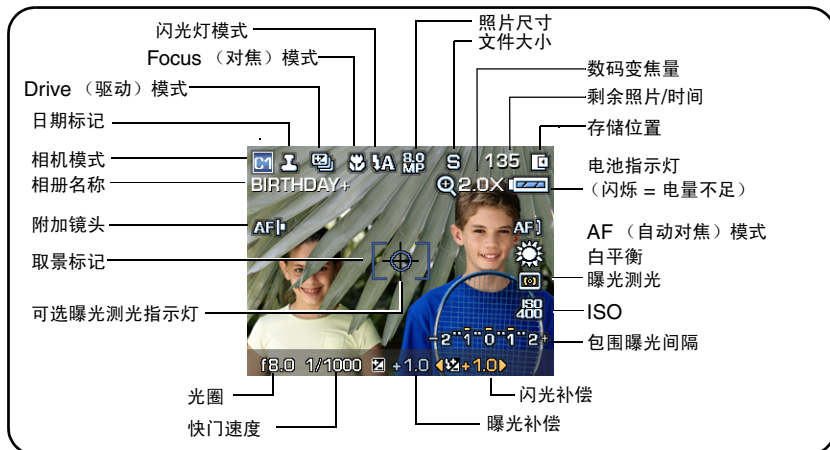 照片尺寸
闪光灯模式
文件大小
Focus （对焦）模式
数码变焦量
Drive （驱动）模式
剩余照片/时间
日期标记
存储位置
相机模式
C1 A 8.0 MP S 135
电池指示灯
相册名称
BIRTHDAY+ 2.0X
（闪烁 = 电量不足）
附加镜头
AF AF
AF （自动对焦）模式
白平衡
取景标记
曝光测光
可选曝光测光指示灯
ISO 400
ISO
-2 1 0 1 2+
包围曝光间隔
f8.0 1/1000 +1.0 +1.0
光圈
闪光补偿
快门速度
曝光补偿